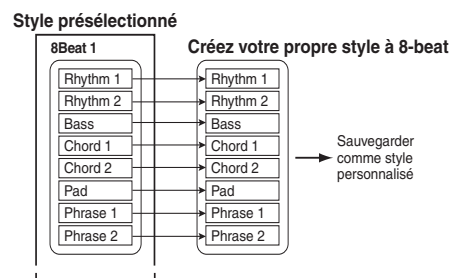 Style présélectionné
8Beat 1
Rhythm 1
Rhythm 2
Bass
Chord 1
Chord 2
Pad
Phrase 1
Phrase 2
Créez votre propre style à 8-beat
Rhythm 1
Rhythm 2
Bass
Chord 1
Chord 2
Pad
Phrase 1
Phrase 2
Sauvegarder
comme style
personnalisé